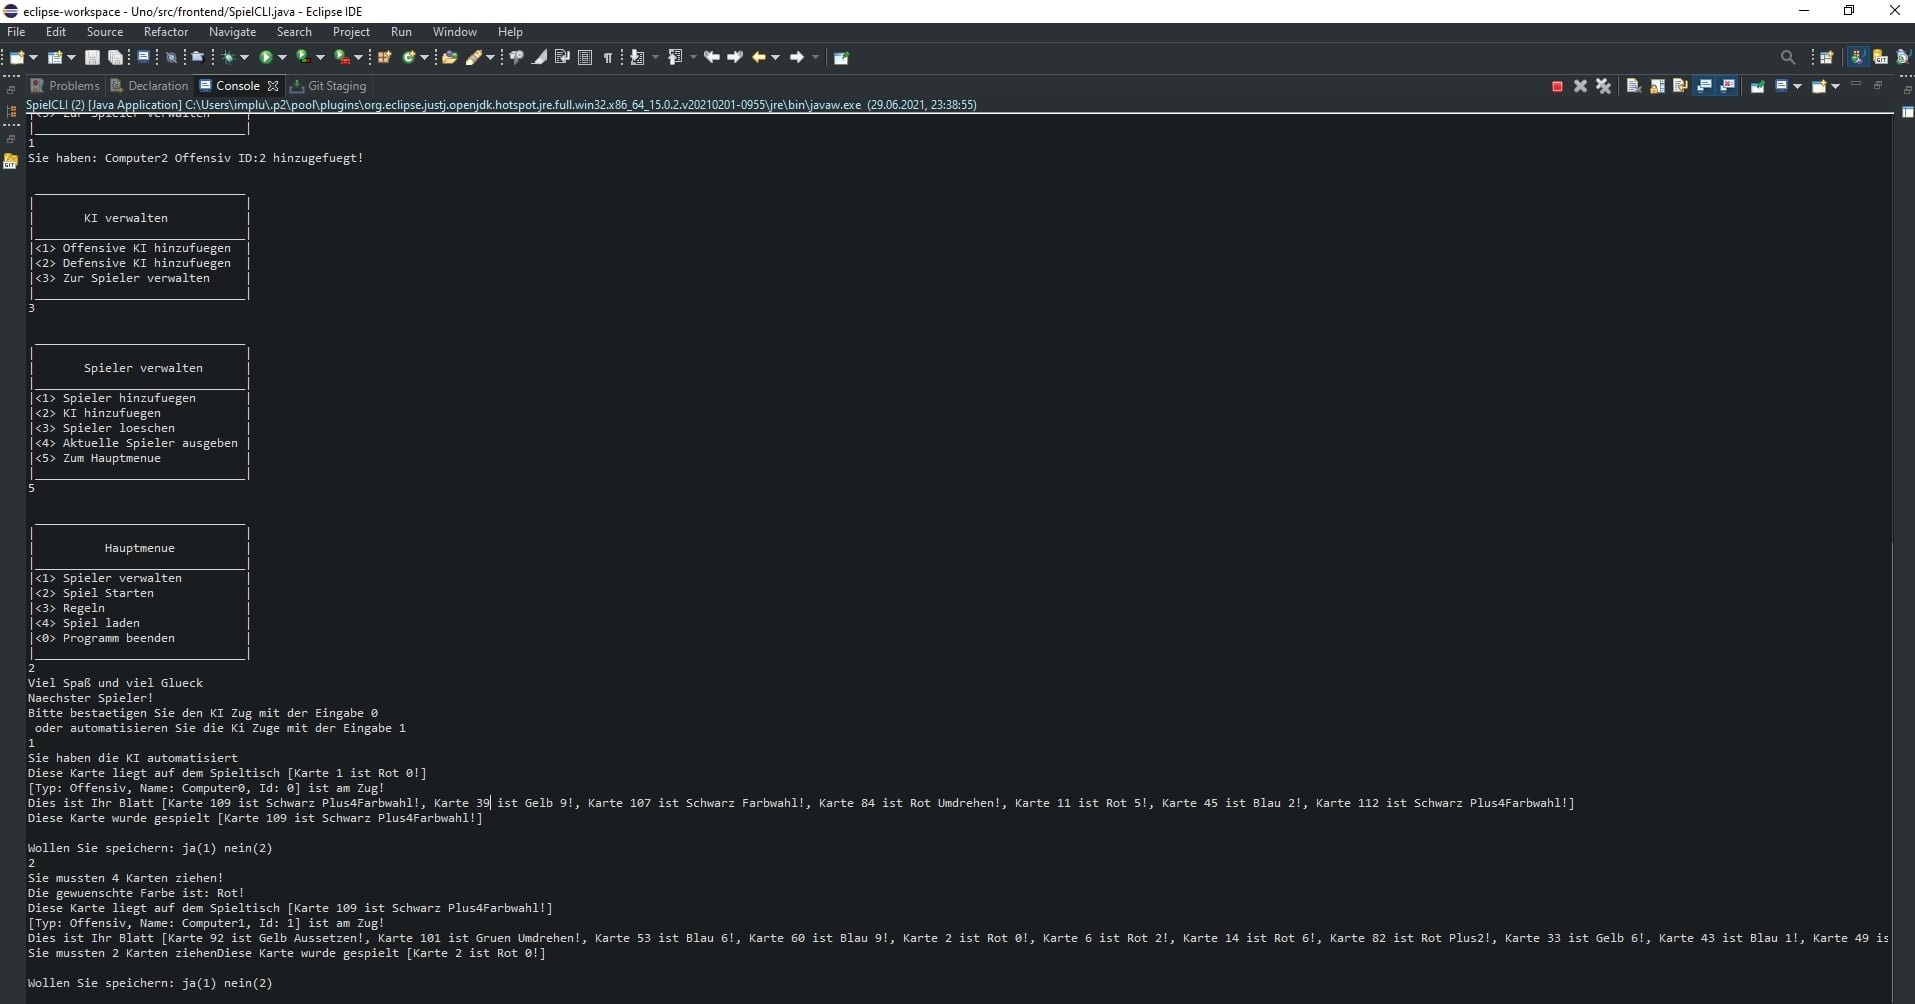 eclipse-workspace - Uno/src/frontend/SpielCLI.java - Eclipse IDE
File Edit Source Refactor Navigate Search Project Run Window Help
Problems Declaration Console Git Staging
SpielCLI (2) [Java Application] C:\Users\implu\.p2\pool\plugins\org.eclipse.justj.openjdk.hotspot.jre.full.win32.x86_64_15.0.2.v20210201-0955\jre\bin\javaw.exe (29.06.2021, 23:38:55)
|<3> Zur Spieler verwalten
1
Sie haben: Computer2 Offensiv ID:2 hinzugefuegt!
KI verwalten
|<1> Offensive KI hinzufuegen |
|<2> Defensive KI hinzufuegen |
|<3> Zur Spieler verwalten |
3
Spieler verwalten
|<1> Spieler hinzufuegen |
|<2> KI hinzufuegen |
|<3> Spieler loeschen |
|<4> Aktuelle Spieler ausgeben |
|<5> Zum Hauptmenue |
5
Hauptmenue
|<1> Spieler verwalten |
|<2> Spiel Starten |
|<3> Regeln |
|<4> Spiel laden |
|<0> Programm beenden |
2
Viel Spaß und viel Glueck
Naechster Spieler!
Bitte bestaetigen Sie den KI Zug mit der Eingabe 0
oder automatisieren Sie die Ki Zuge mit der Eingabe 1
1
Sie haben die KI automatisiert
Diese Karte liegt auf dem Spieltisch [Karte 1 ist Rot 0!]
[Typ: Offensiv, Name: Computer0, Id: 0] ist am Zug!
Dies ist Ihr Blatt [Karte 109 ist Schwarz Plus4Farbwahl!, Karte 39 ist Gelb 9!, Karte 107 ist Schwarz Farbwahl!, Karte 84 ist Rot Umdrehen!, Karte 11 ist Rot 5!, Karte 45 ist Blau 2!, Karte 112 ist Schwarz Plus4Farbwahl!]
Diese Karte wurde gespielt [Karte 109 ist Schwarz Plus4Farbwahl!]
Wollen Sie speichern: ja(1) nein(2)
2
Sie mussten 4 Karten ziehen!
Die gewuenschte Farbe ist: Rot!
Diese Karte liegt auf dem Spieltisch [Karte 109 ist Schwarz Plus4Farbwahl!]
[Typ: Offensiv, Name: Computer1, Id: 1] ist am Zug!
Dies ist Ihr Blatt [Karte 92 ist Gelb Aussetzen!, Karte 101 ist Gruen Umdrehen!, Karte 53 ist Blau 6!, Karte 60 ist Blau 9!, Karte 2 ist Rot 0!, Karte 6 ist Rot 2!, Karte 14 ist Rot 6!, Karte 82 ist Rot Plus2!, Karte 33 ist Gelb 6!, Karte 43 ist Blau 1!, Karte 49 is
Sie mussten 2 Karten ziehenDiese Karte wurde gespielt [Karte 2 ist Rot 0!]
Wollen Sie speichern: ja(1) nein(2)